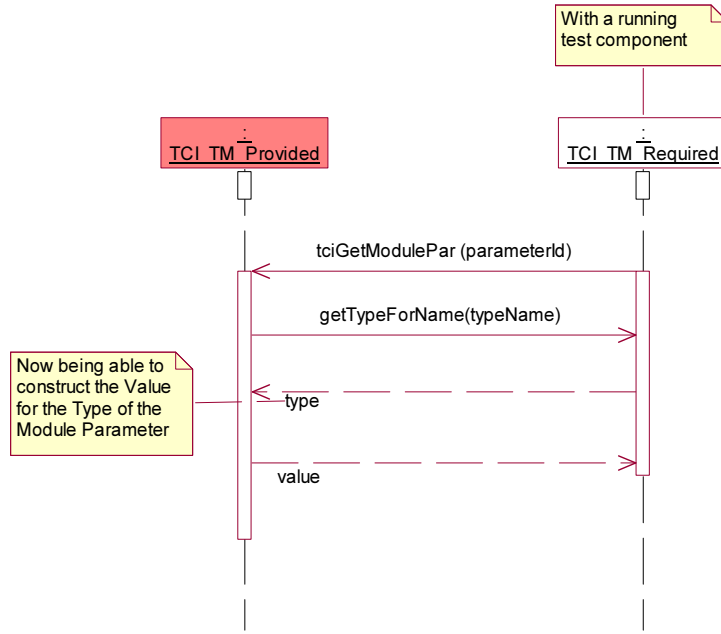 With a running
test component
:
TCI_TM_Provided
:
TCI_TM_Required
tciGetModulePar (parameterId)
getTypeForName(typeName)
Now being able to
construct the Value
for the Type of the
Module Parameter
type
value